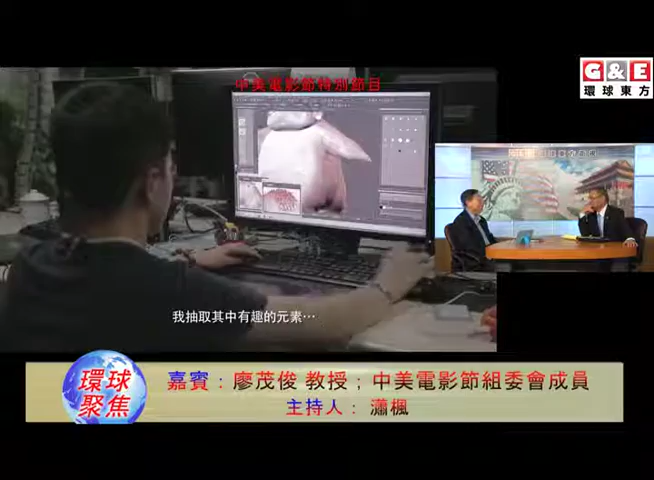 中美電影節特別節目
G&E
環球東方
我抽取其中有趣的元素…
環球
聚焦
嘉賓：廖茂俊 教授；中美電影節組委會成員
主持人： 瀟楓